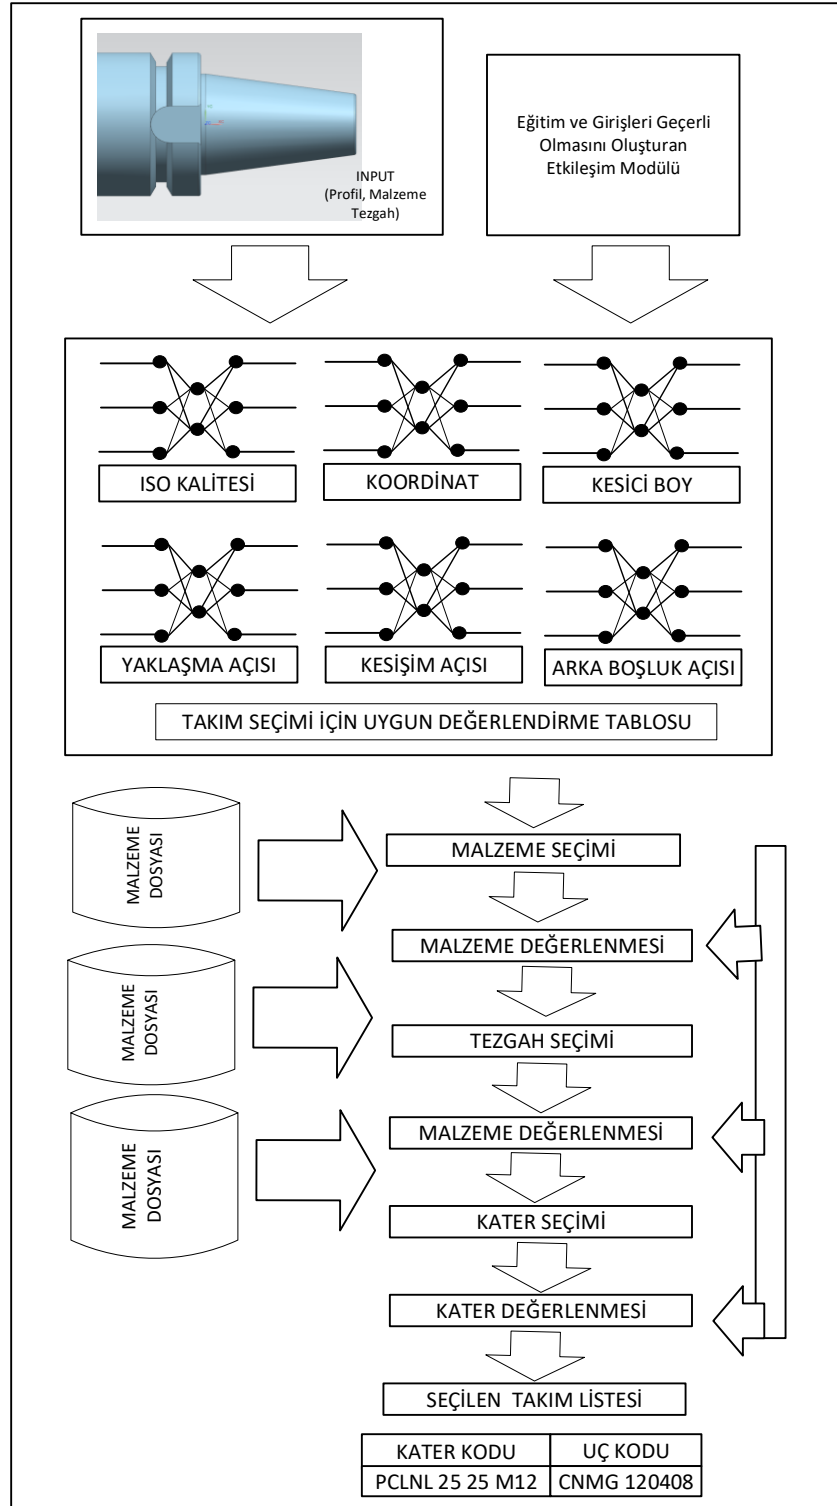 INPUT
(Profil, Malzeme
Tezgah)
Eğitim ve Girişleri Geçerli
Olmasını Oluşturan
Etkileşim Modülü
ISO KALİTESİ
KOORDİNAT
KESİCİ BOY
YAKLAŞMA AÇISI
KESİŞİM AÇISI
ARKA BOŞLUK AÇISI
TAKIM SEÇİMİ İÇİN UYGUN DEĞERLENDİRME TABLOSU
MALZEME
DOSYASI
MALZEME SEÇİMİ
MALZEME DEĞERLENMESİ
MALZEME
DOSYASI
TEZGAH SEÇİMİ
MALZEME DEĞERLENMESİ
MALZEME
DOSYASI
KATER SEÇİMİ
KATER DEĞERLENMESİ
SEÇİLEN TAKIM LİSTESİ
KATER KODU
UÇ KODU
PCLNL 25 25 M12
CNMG 120408